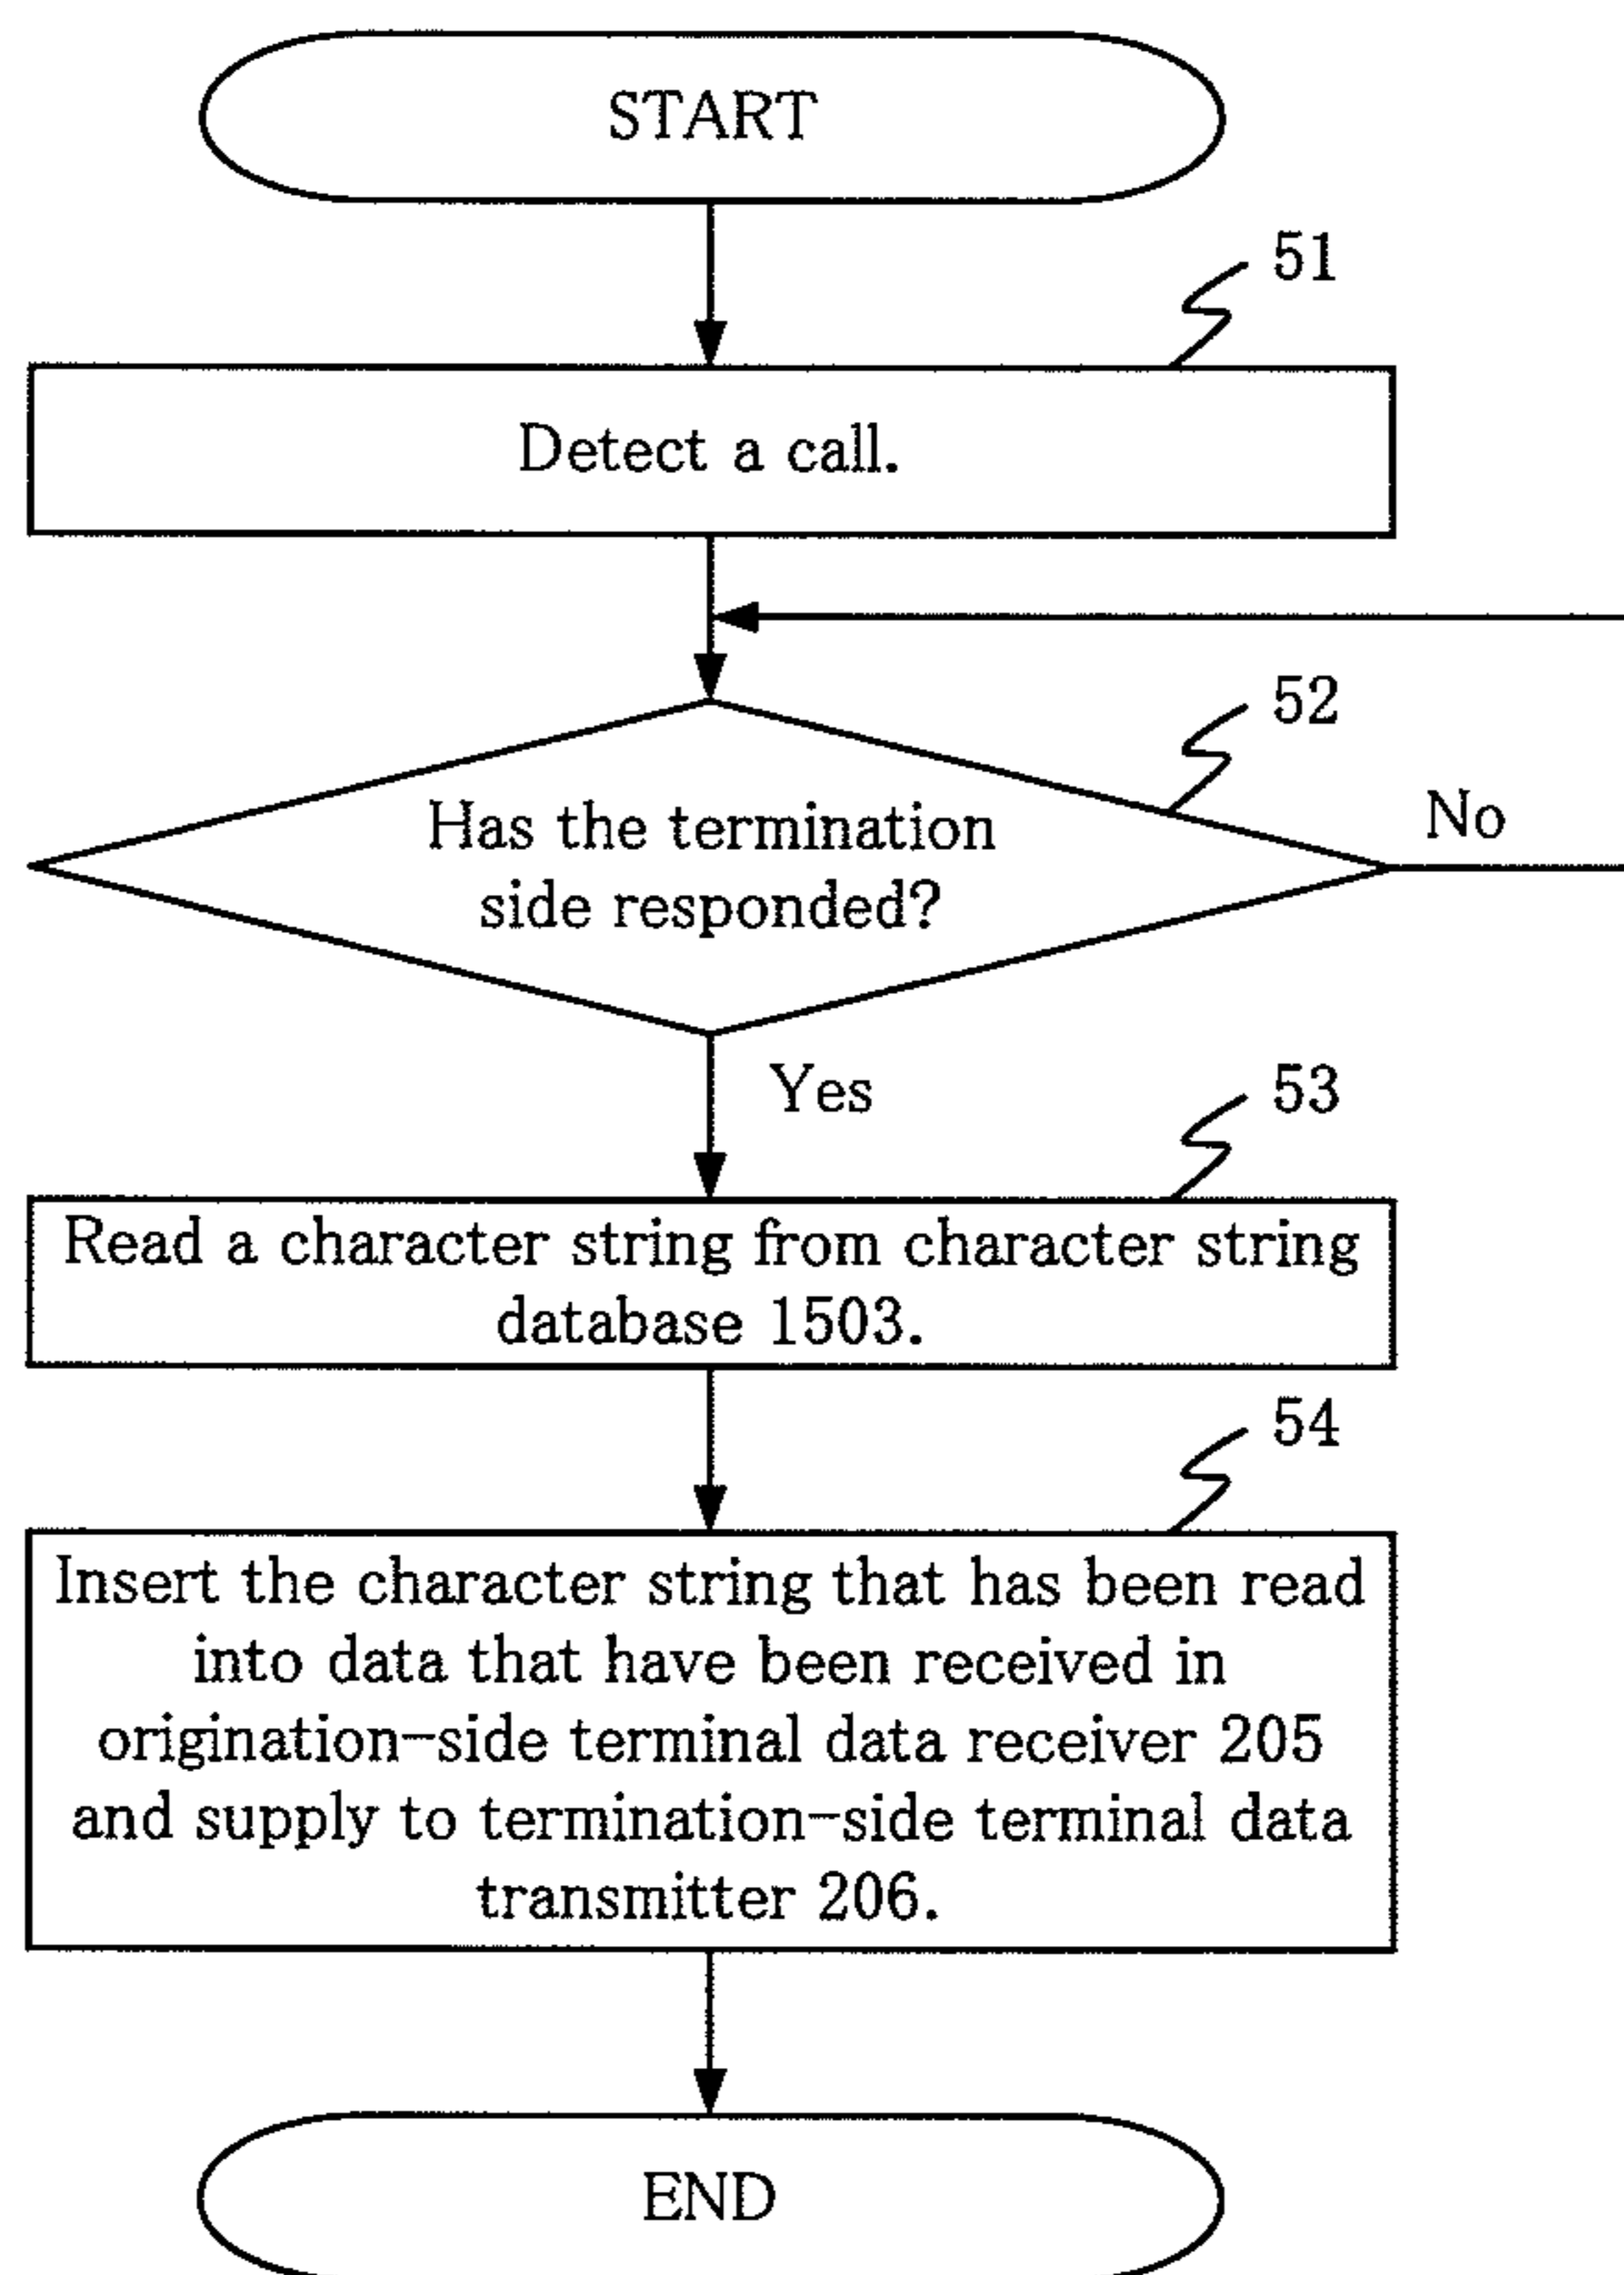 START
51
Detect a call.
52
Has the termination
side responded?
No
Yes
53
Read a character string from character string
database 1503.
54
Insert the character string that has been read
into data that have been received in
origination-side terminal data receiver 205
and supply to termination-side terminal data
transmitter 206.
END